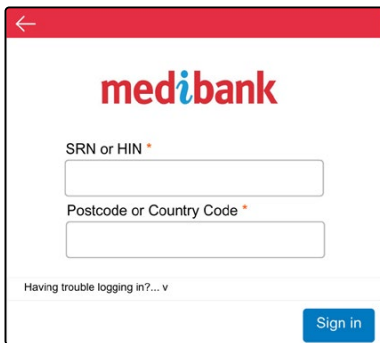 medibank
SRN or HIN *
Postcode or Country Code *
Having trouble logging in?... v
Sign in